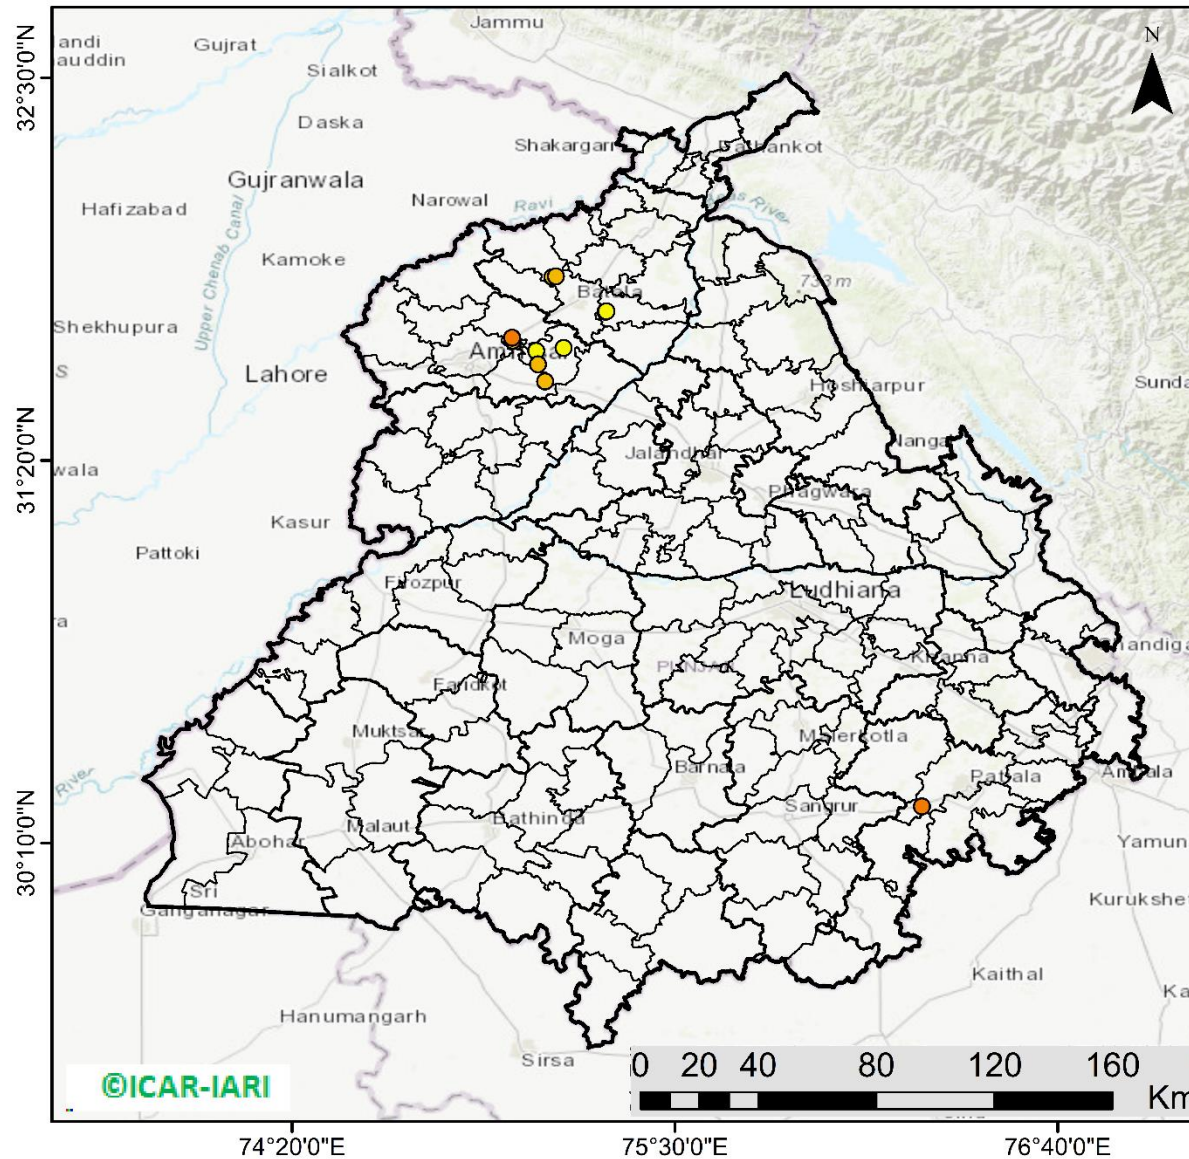 Jammu
Gujrat
andi
auddin
Sialkot
N
32°30'0"N
Daska
Shakargarh
Pathankot
Gujranwala
Narowal
Ravi
Hafizabad
Upper Chenab Canal
River
Kamoke
733 m
Batala
Shekhupura
Amritsar
S
Lahore
Hoshiarpur
Sunda
Nanga
31°20'0"N
wala
Jalandhar
Phagwara
Kasur
Pattoki
Firozpur
Ludhiana
a
Moga
PUNJAB
Khanna
Chandiga
Faridkot
Muktsar
Malerkotla
Barnala
Patiala
Ambala
River
Sangrur
30°10'0"N
Malaut
Bathinda
Abohar
Yamun
Sri
Ganganagar
Kurukshet
Kaithal
Ka
Hanumangarh
Sirsa
©ICAR-IARI
0 20 40 80 120 160
Km
74°20'0"E 75°30'0"E 76°40'0"E